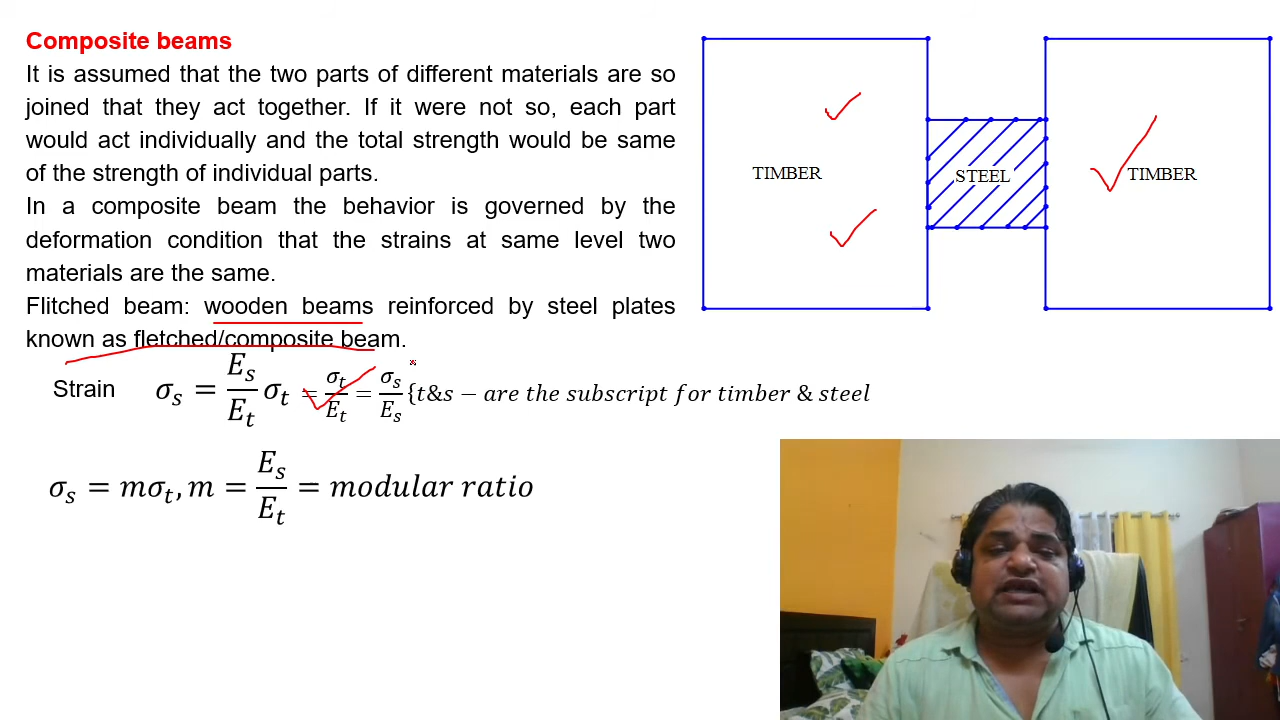 Composite beams
It is assumed that the two parts of different materials are so
joined that they act together. If it were not so, each part
would act individually and the total strength would be same
of the strength of individual parts.
In a composite beam the behavior is governed by the
deformation condition that the strains at same level two
materials are the same.
Flitched beam: wooden beams reinforced by steel plates
known as fletched/composite beam.
Strain σₛ = Eₛ/Eₜ σₜ = σₜ/Eₜ = σₛ/Eₛ {t&s − are the subscript for timber & steel
σₛ = mσₜ, m = Eₛ/Eₜ = modular ratio
TIMBER
STEEL
TIMBER